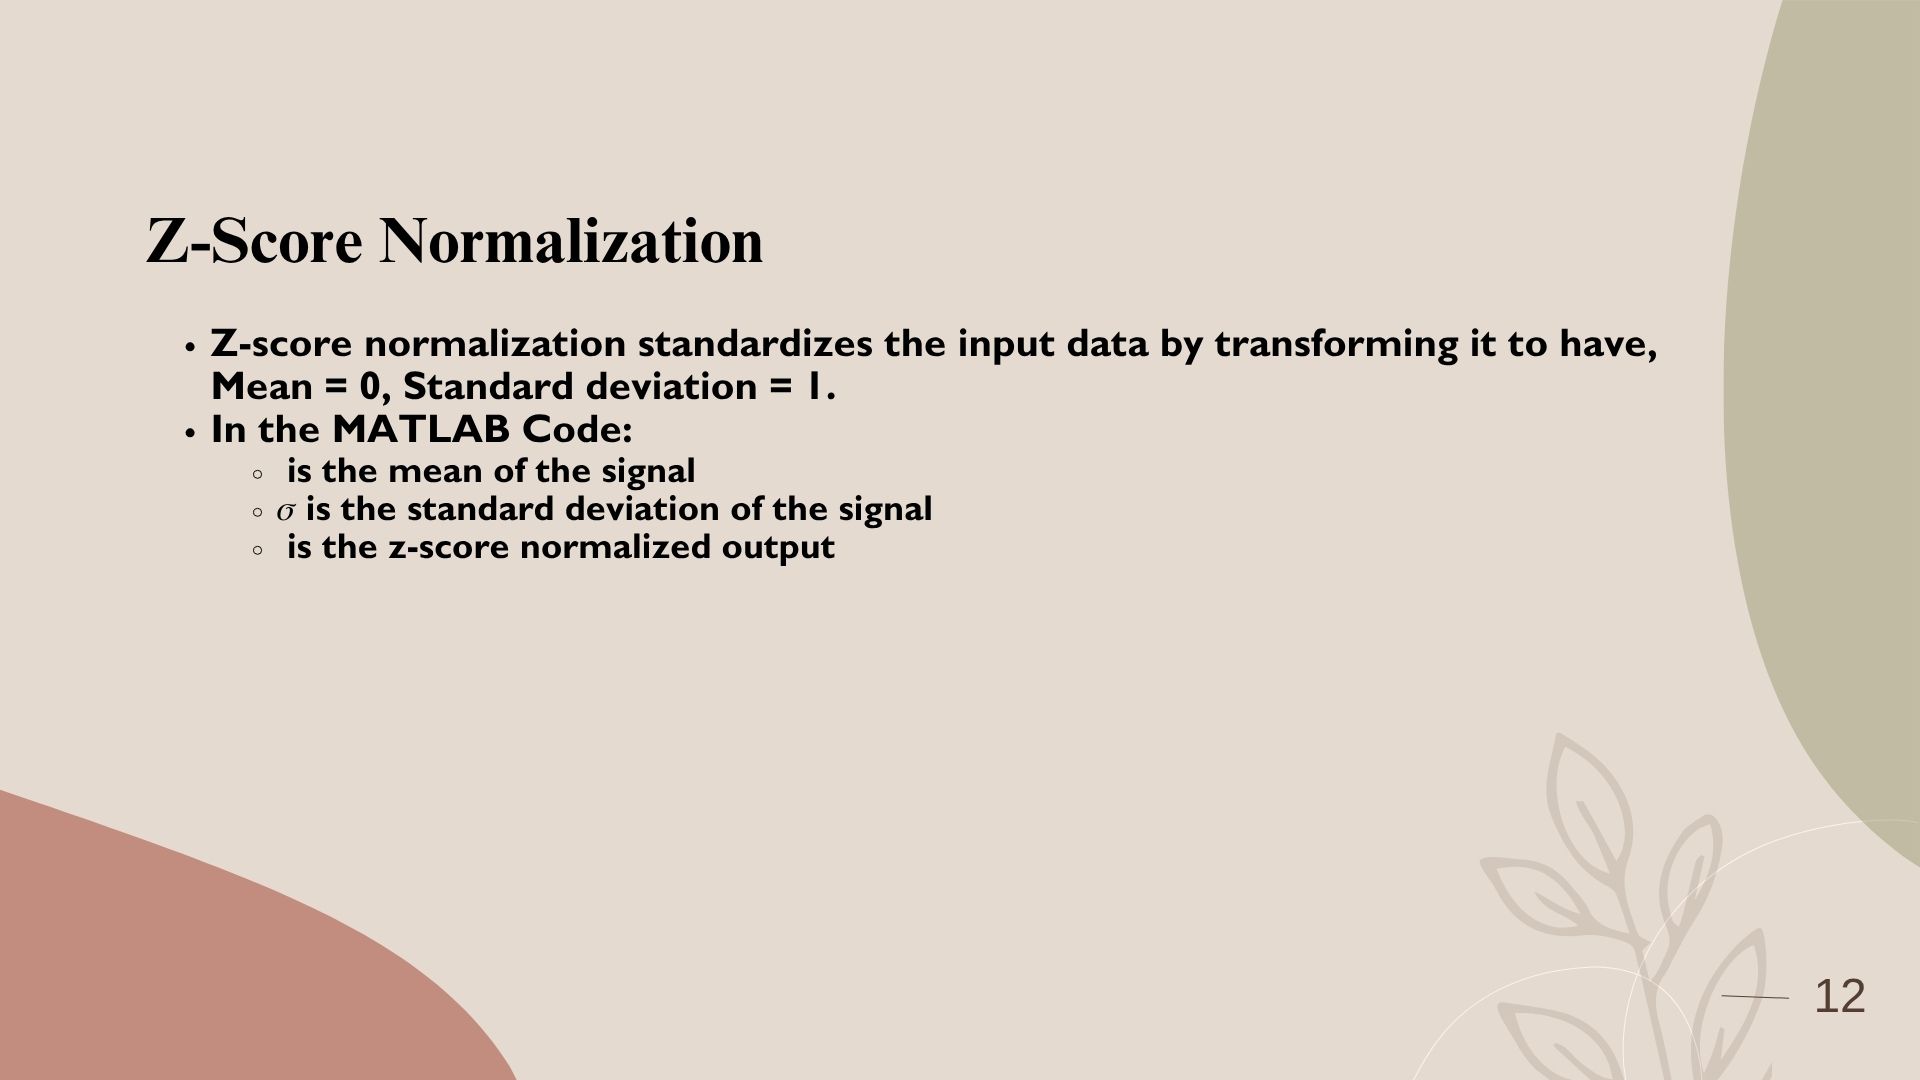 Z-Score Normalization
• Z-score normalization standardizes the input data by transforming it to have,
Mean = 0, Standard deviation = 1.
• In the MATLAB Code:
◦ is the mean of the signal
◦ 𝜎 is the standard deviation of the signal
◦ is the z-score normalized output
12